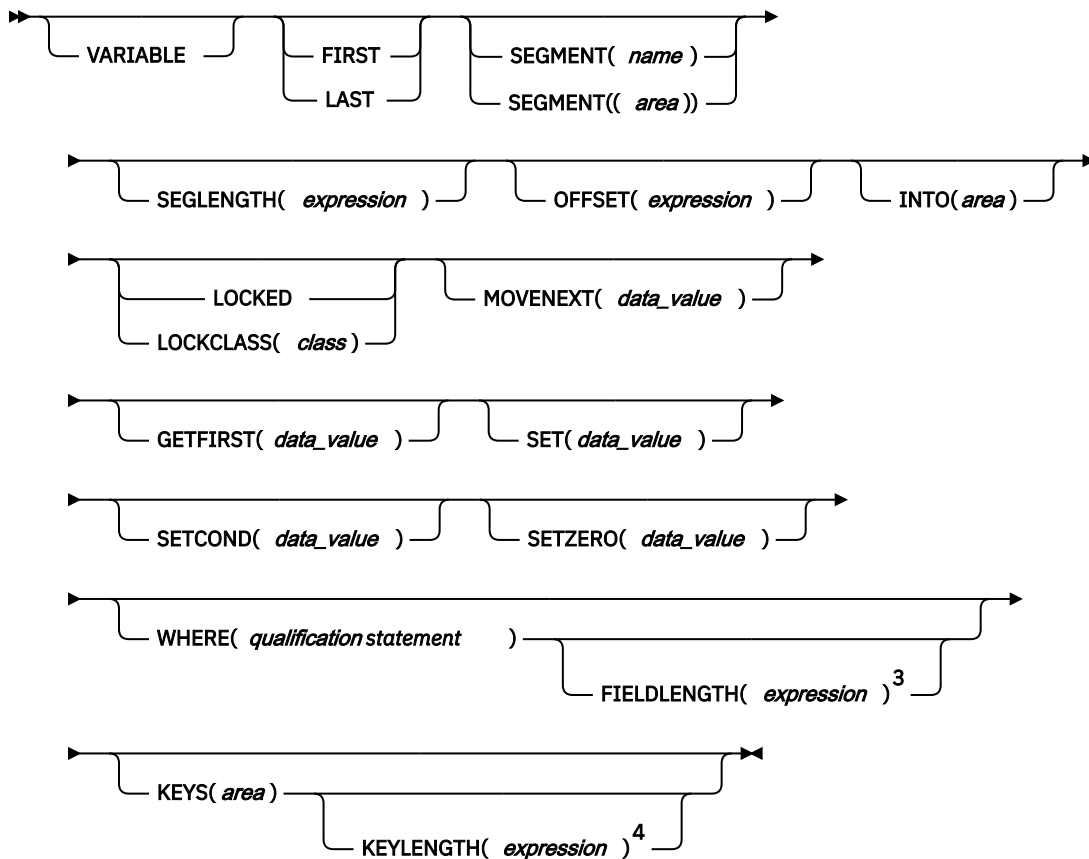 VARIABLE FIRST SEGMENT( name )
LAST SEGMENT(( area ))
SEGLENGTH( expression ) OFFSET( expression ) INTO( area )
LOCKED MOVENEXT( data_value )
LOCKCLASS( class )
GETFIRST( data_value ) SET( data_value )
SETCOND( data_value ) SETZERO( data_value )
WHERE( qualification statement )
FIELDLENGTH( expression ) 3
KEYS( area )
KEYLENGTH( expression ) 4